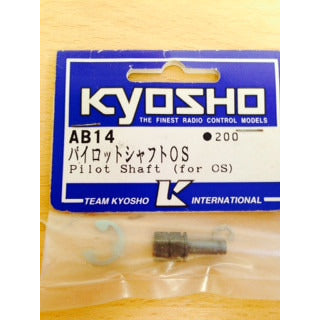 KYOSHO
THE FINEST RADIO CONTROL MODELS
AB14 ●200
パイロットシャフトOS
Pilot Shaft (for OS)
K
TEAM KYOSHO INTERNATIONAL